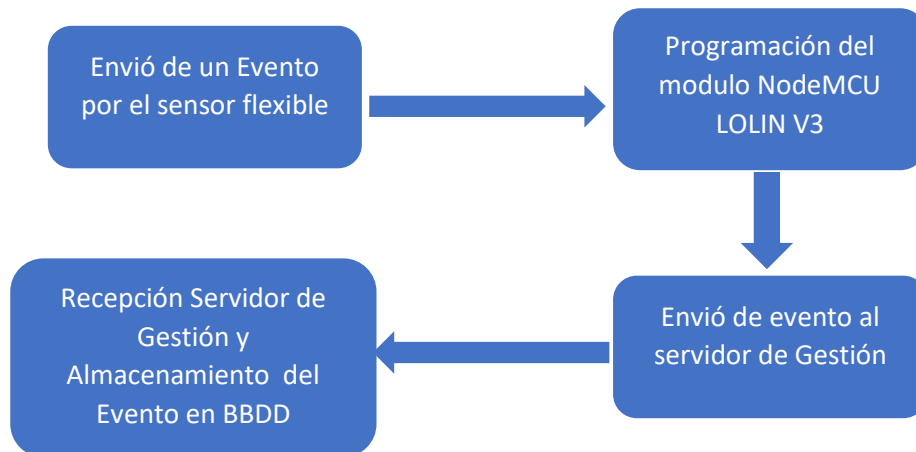 Envió de un Evento
por el sensor flexible
Programación del
modulo NodeMCU
LOLIN V3
Envió de evento al
servidor de Gestión
Recepción Servidor de
Gestión y
Almacenamiento  del
Evento en BBDD